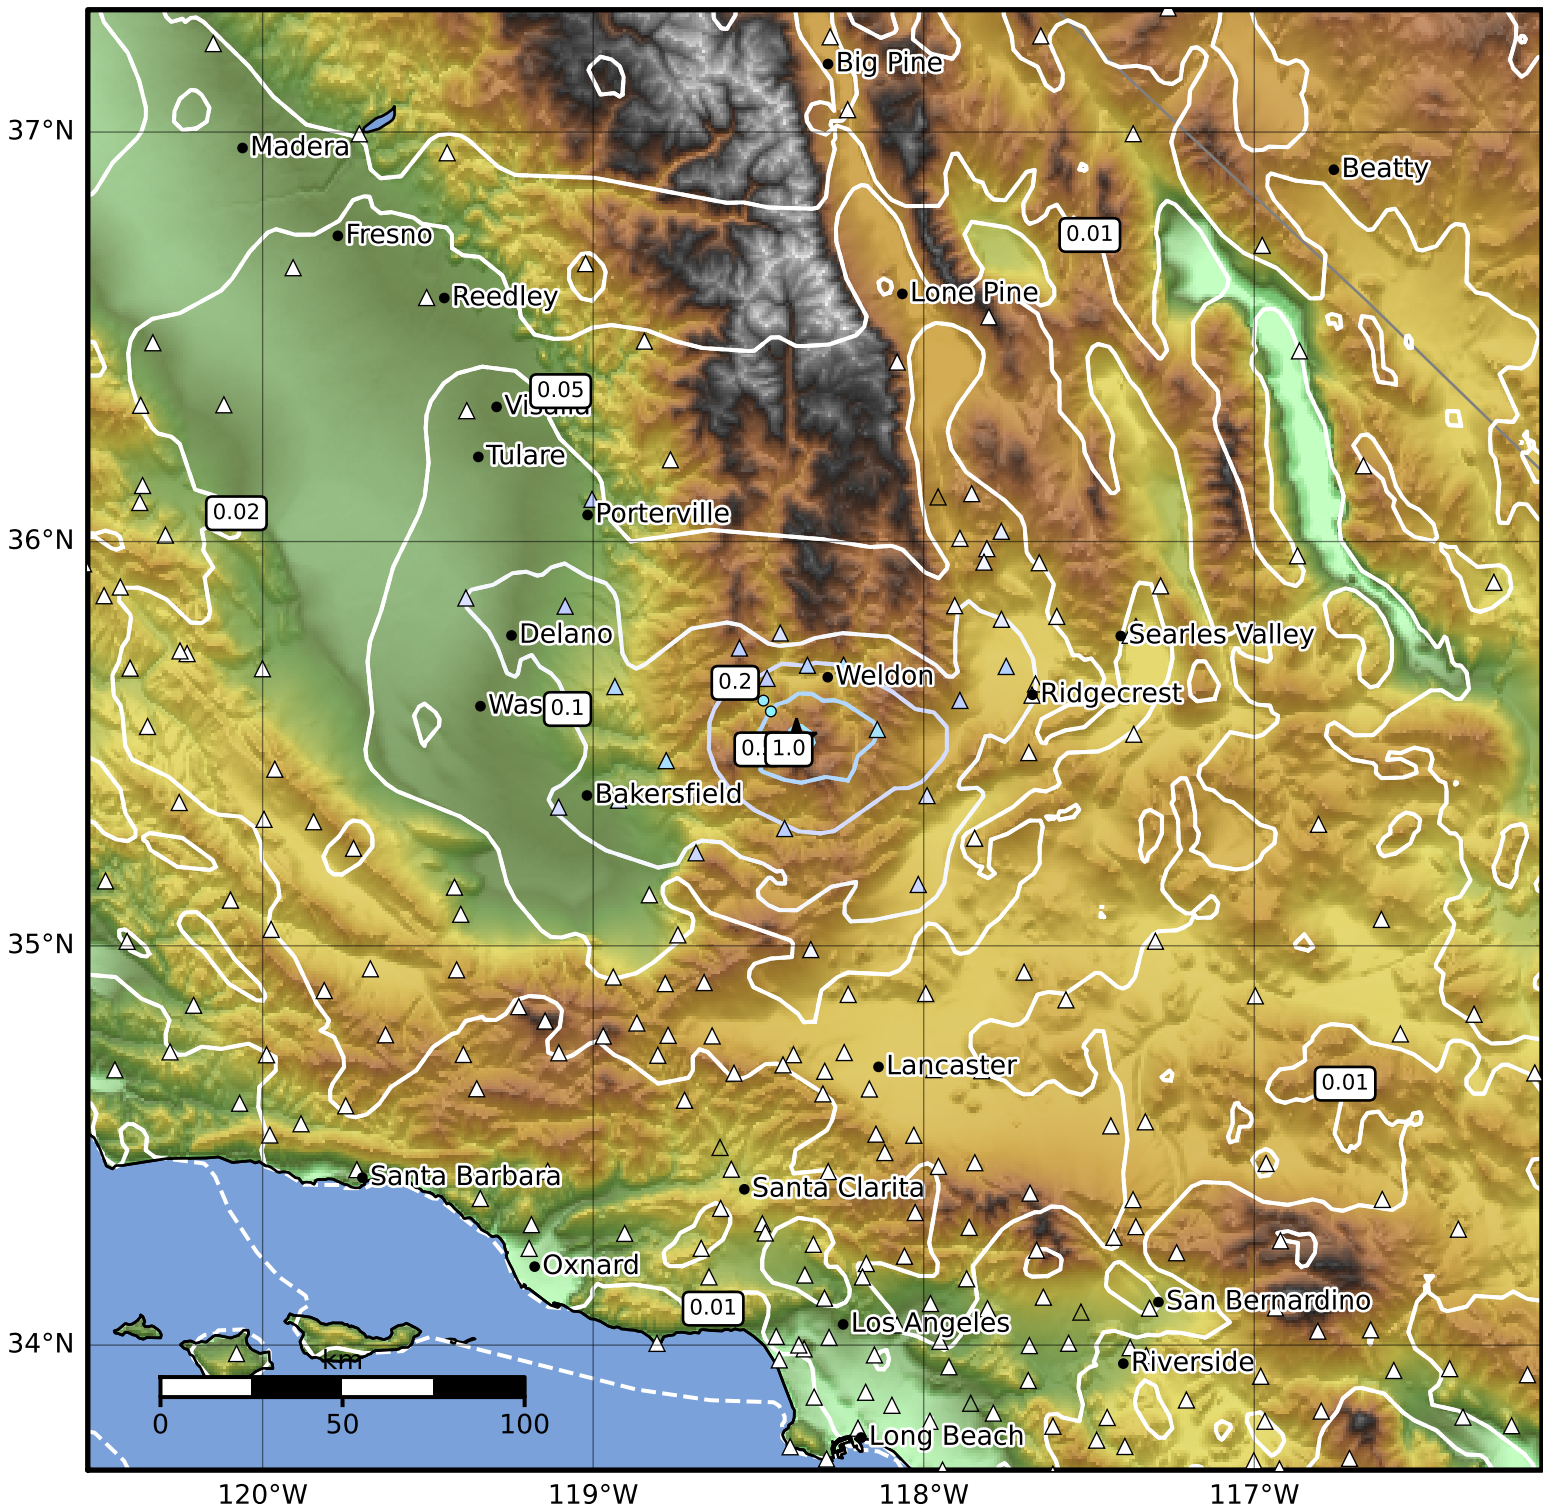 Big Pine
37°N
Madera
Beatty
Fresno
0.01
Reedley
Lone Pine
0.05
Visalia
Tulare
0.02
Porterville
36°N
Delano
Searles Valley
Weldon
0.2
Ridgecrest
Was
0.1
0.
1.0
Bakersfield
35°N
Lancaster
0.01
Santa Barbara
Santa Clarita
Oxnard
San Bernardino
0.01
Los Angeles
34°N
Riverside
km
0 50 100
Long Beach
120°W 119°W 118°W 117°W